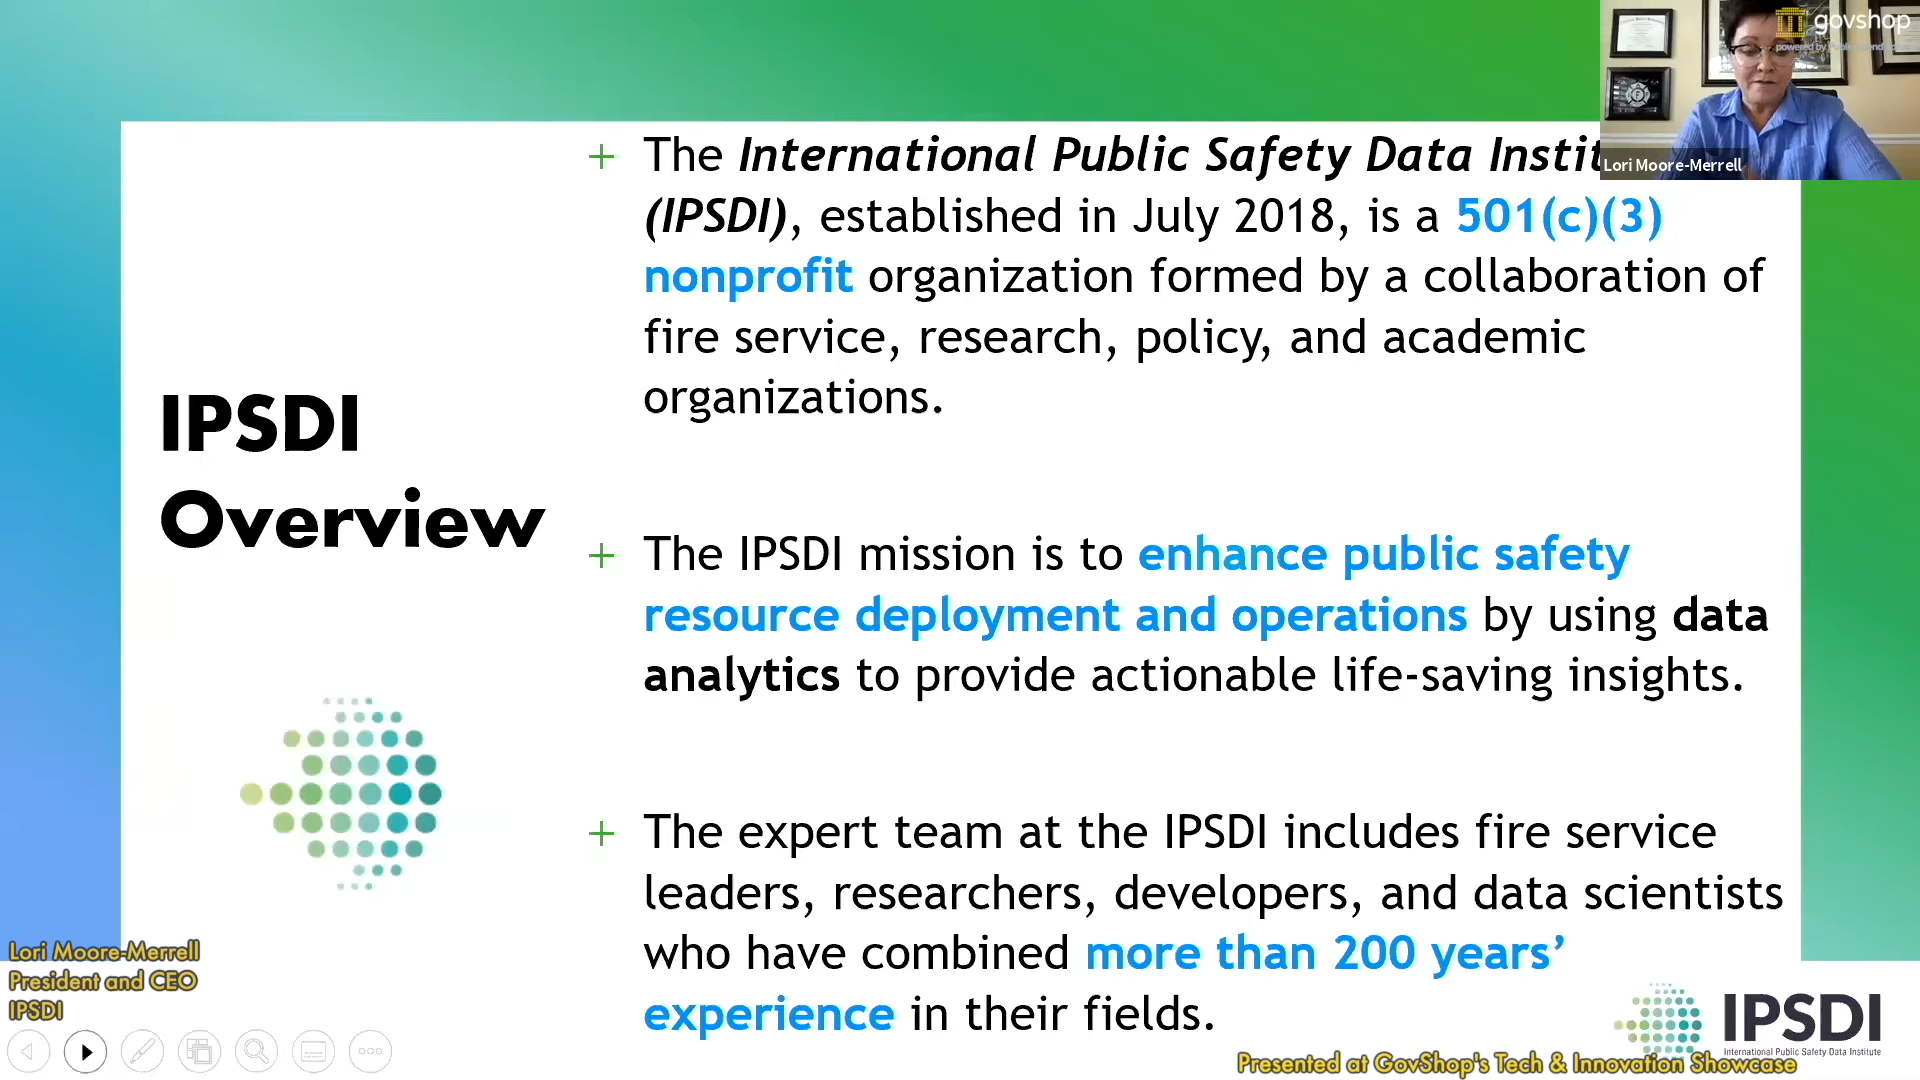 govshop
Lori Moore-Merrell
+ The International Public Safety Data Instit
(IPSDI), established in July 2018, is a 501(c)(3)
nonprofit organization formed by a collaboration of
fire service, research, policy, and academic
organizations.
IPSDI
Overview
+ The IPSDI mission is to enhance public safety
resource deployment and operations by using data
analytics to provide actionable life-saving insights.
+ The expert team at the IPSDI includes fire service
leaders, researchers, developers, and data scientists
who have combined more than 200 years’
experience in their fields.
Lori Moore-Merrell
President and CEO
IPSDI
IPSDI
International Public Safety Data Institute
Presented at GovShop's Tech & Innovation Showcase